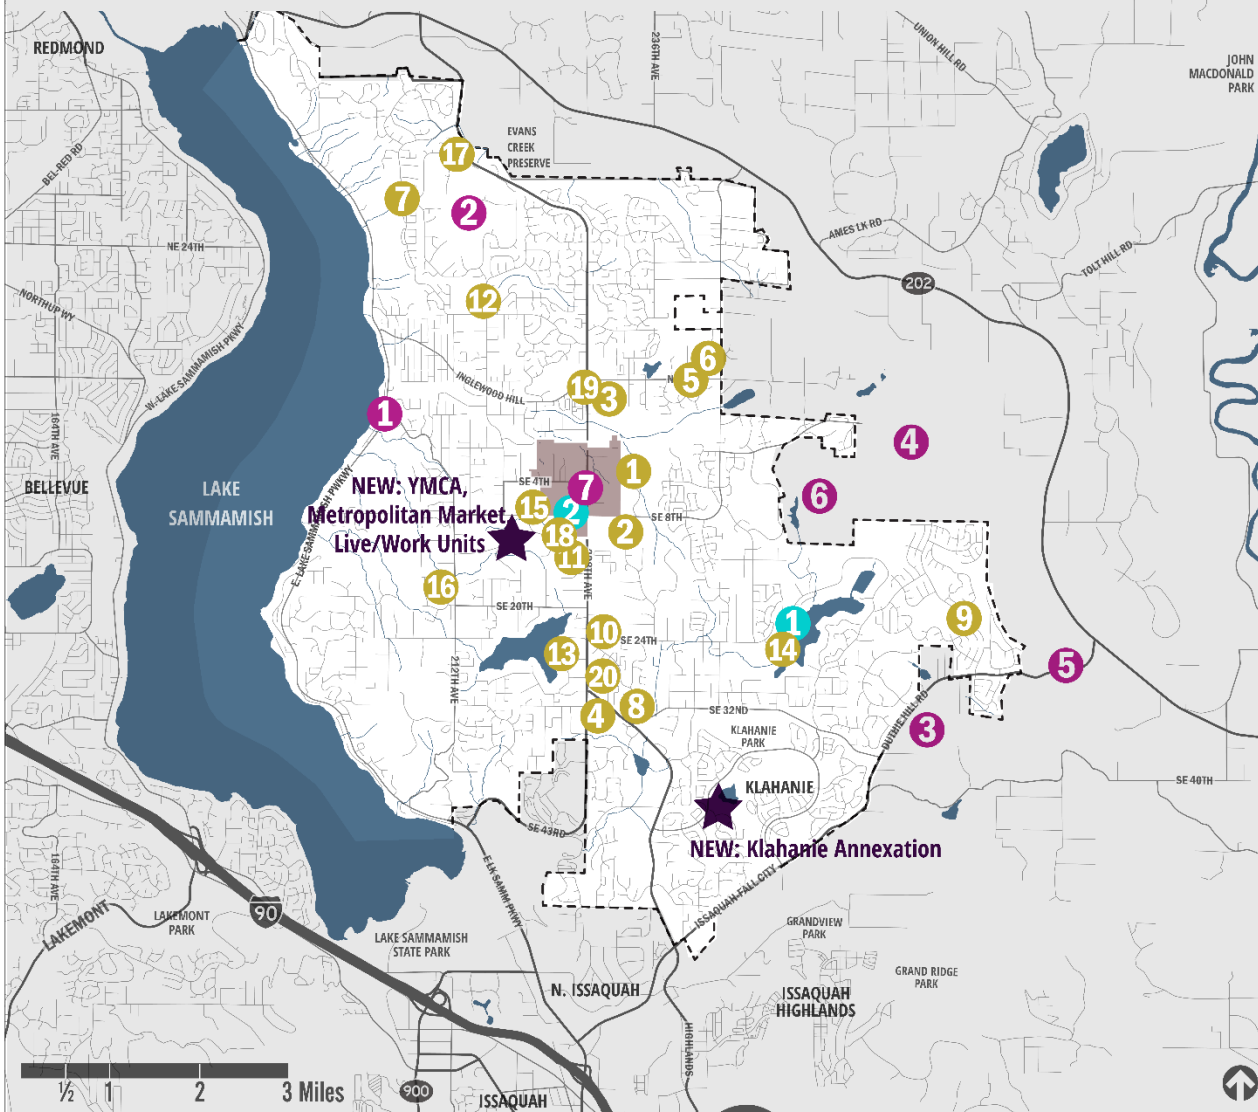 REDMOND
236TH AVE
UNION HILL RD
JOHN
MACDONALD
PARK
EVANS
CREEK
PRESERVE
BEL-RED RD
17
7
2
AMES LK RD
NE 24TH
TOLT HILL RD
202
NORTHUP WY
12
W. LAKE SAMMAMISH PKWY
6
N
5
INGLEWOOD HILL
19
3
1
164TH AVE
4
1
BELLEVUE
LAKE
SAMMAMISH
SE 4TH
7
6
NEW: YMCA,
Metropolitan Market
Live/Work Units
15
2
SE 8TH
18
2
11
E. LAKE SAMMAMISH PWKWY
228TH AVE
16
SE 20TH
10
SE 24TH
1
14
9
13
212TH AVE
20
5
4
8
SE 32ND
DUTHIE HILL RD
3
KLAHANIE
PARK
SE 40TH
KLAHANIE
SE 43RD
NEW: Klahanie Annexation
164TH AVE
E LK SAMM PKWY
ISSAQUAH-FALL CITY
90
LAKEMONT
LAKEMONT
PARK
LAKE SAMMAMISH
STATE PARK
GRANDVIEW
PARK
GRAND RIDGE
PARK
N. ISSAQUAH
ISSAQUAH
HIGHLANDS
HIGHLANDS
½ 1 2 3 Miles
900
ISSAQUAH